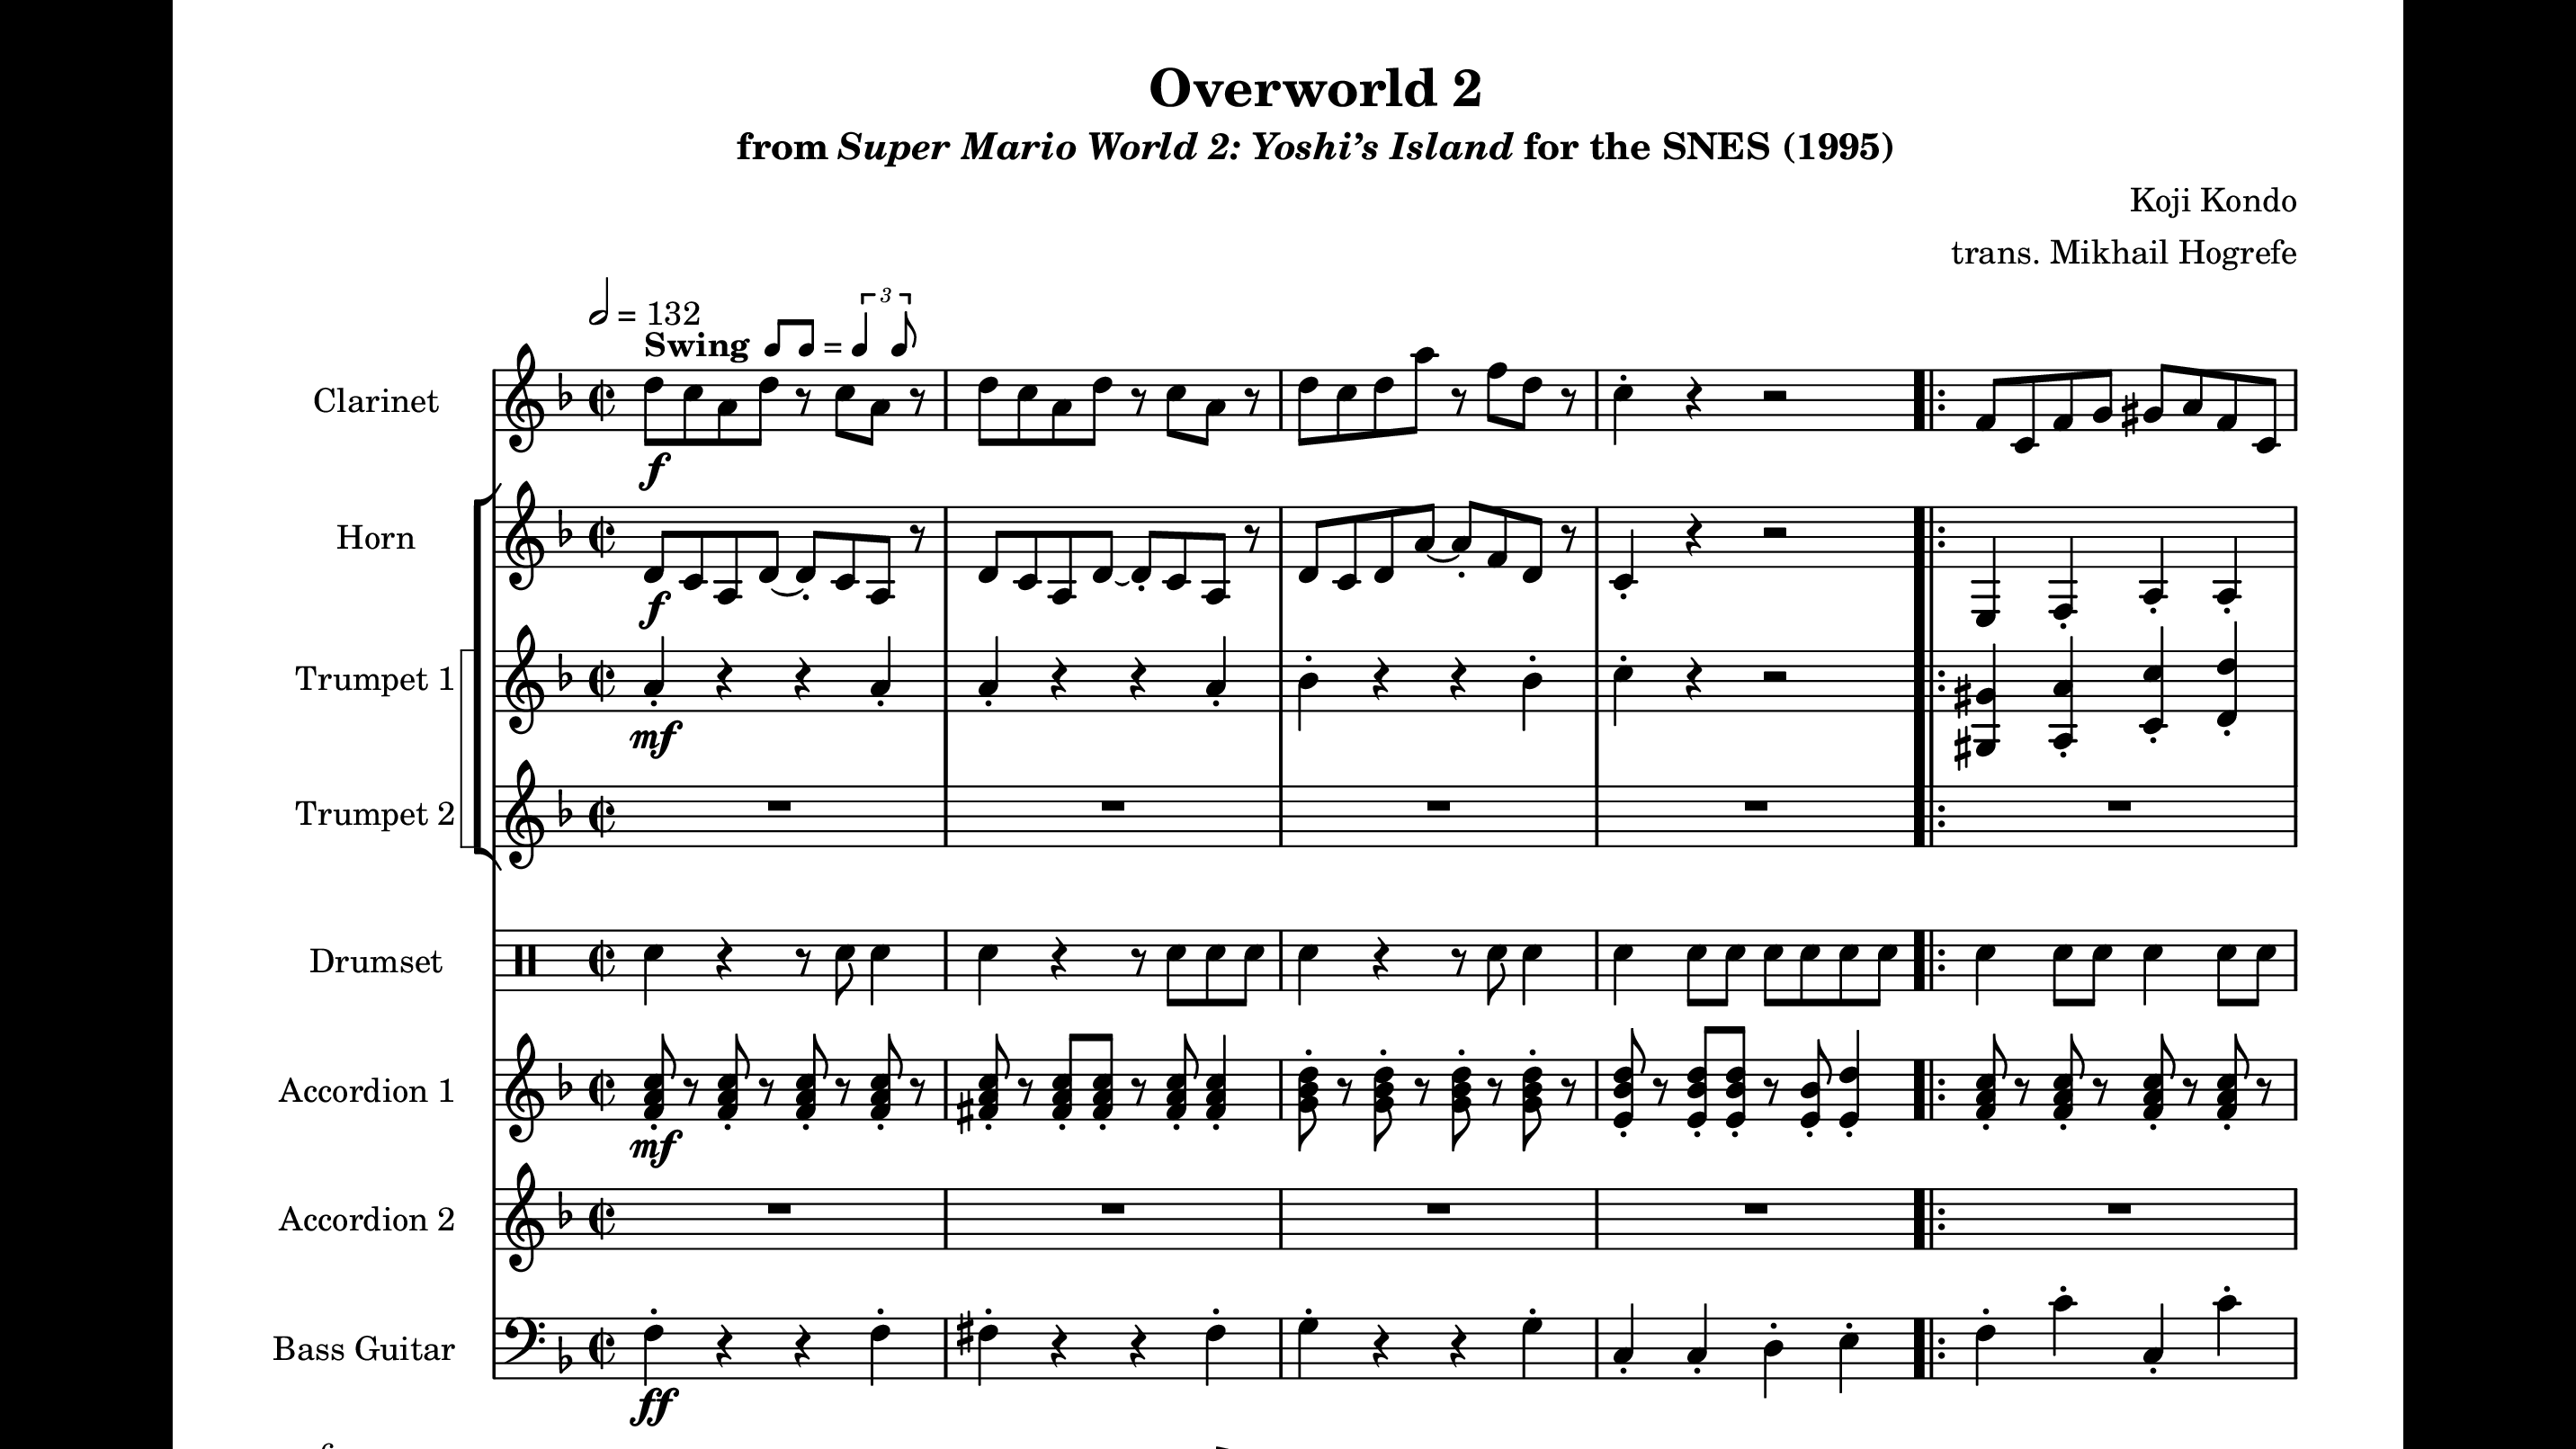 Overworld 2
from Super Mario World 2: Yoshi’s Island for the SNES (1995)
Koji Kondo
trans. Mikhail Hogrefe
= 132
3
Swing =
Clarinet
f
Horn
f
Trumpet 1
mf
Trumpet 2
Drumset
Accordion 1
mf
Accordion 2
Bass Guitar
ff